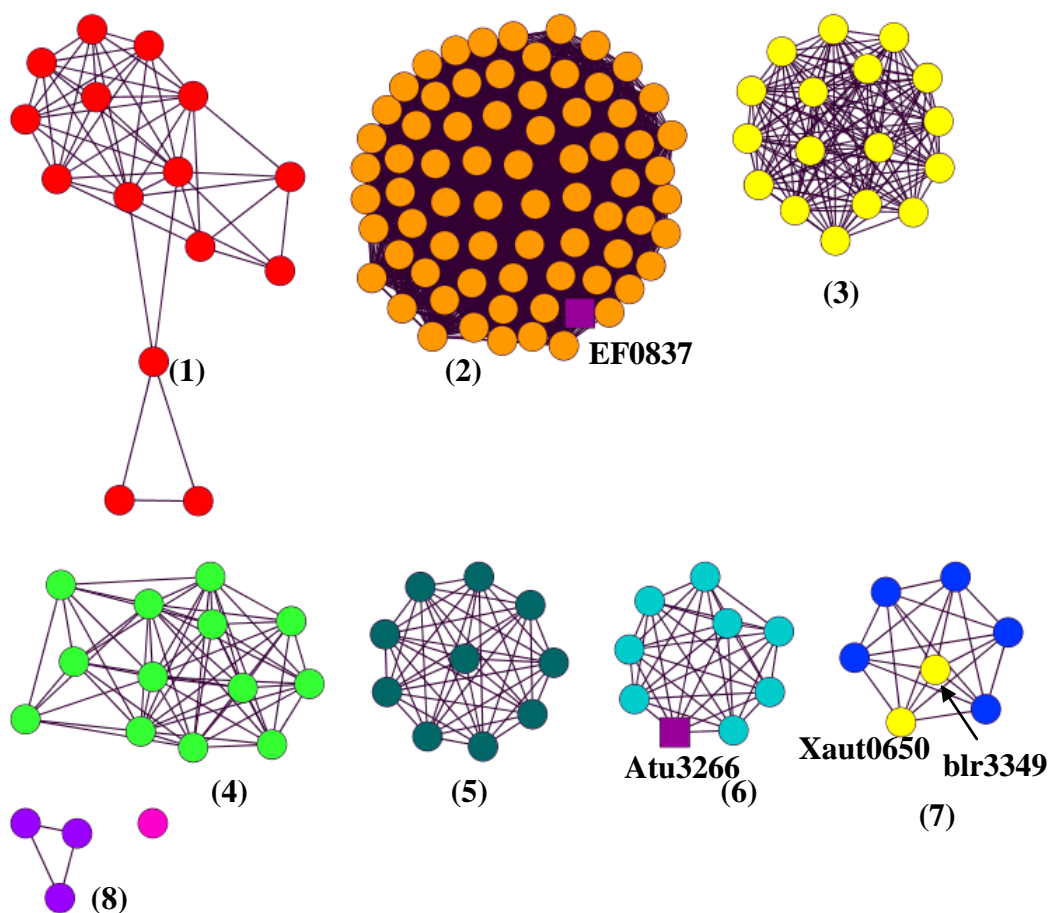 (1)
(2)
EF0837
(3)
(4)
(5)
Atu3266
(6)
Xaut0650
blr3349
(7)
(8)